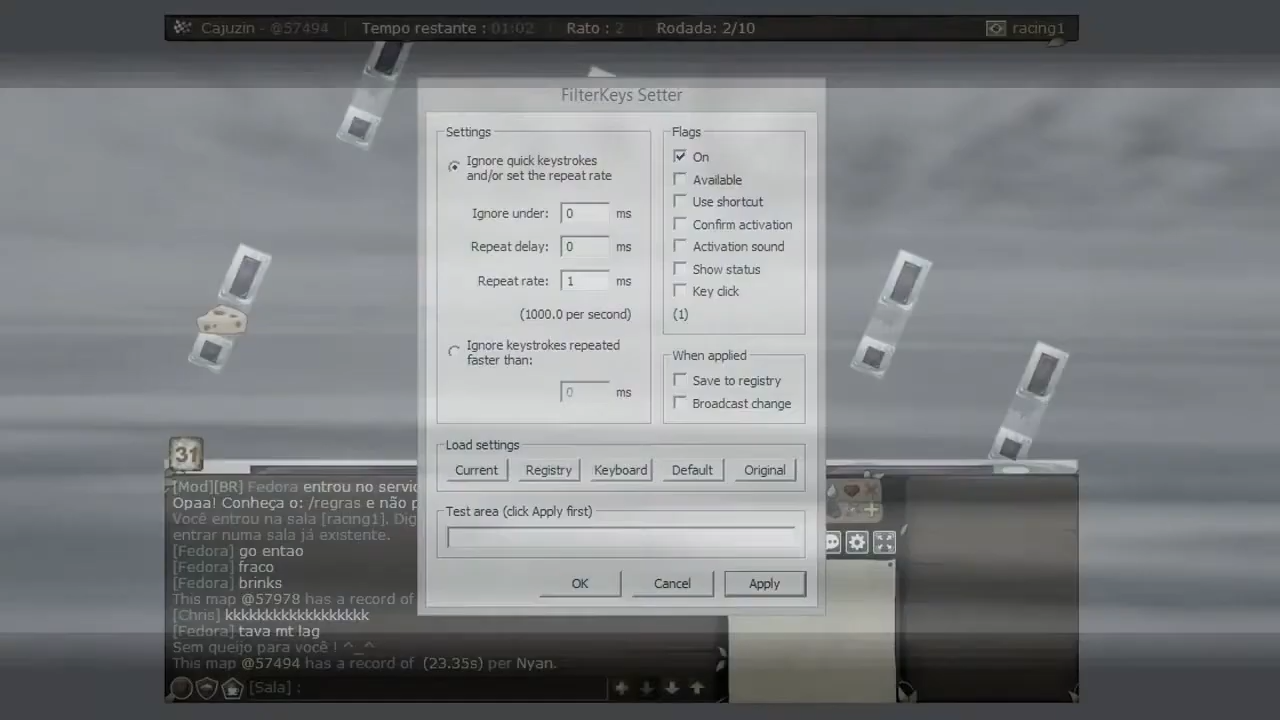 Cajuzin - @57494 | Tempo restante : 01:02 | Rato : 2 | Rodada: 2/10
racing1
FilterKeys Setter
Settings
Ignore quick keystrokes
and/or set the repeat rate
Ignore under: 0 ms
Repeat delay: 0 ms
Repeat rate: 1 ms
(1000.0 per second)
Ignore keystrokes repeated
faster than:
0 ms
Flags
On
Available
Use shortcut
Confirm activation
Activation sound
Show status
Key click
(1)
When applied
Save to registry
Broadcast change
Load settings
Current Registry Keyboard Default Original
Test area (click Apply first)
OK Cancel Apply
31
[Mod][BR] Fedora entrou no servic
Opaa! Conheça o: /regras e não p
Você entrou na sala [racing1]. Dig
entrar numa sala já existente.
[Fedora] go entao
[Fedora] fraco
[Fedora] brinks
This map @57978 has a record of
[Chris] kkkkkkkkkkkkkkkkkk
[Fedora] tava mt lag
Sem queijo para você ! ^_^
This map @57494 has a record of (23.35s) per Nyan.
[Sala] :